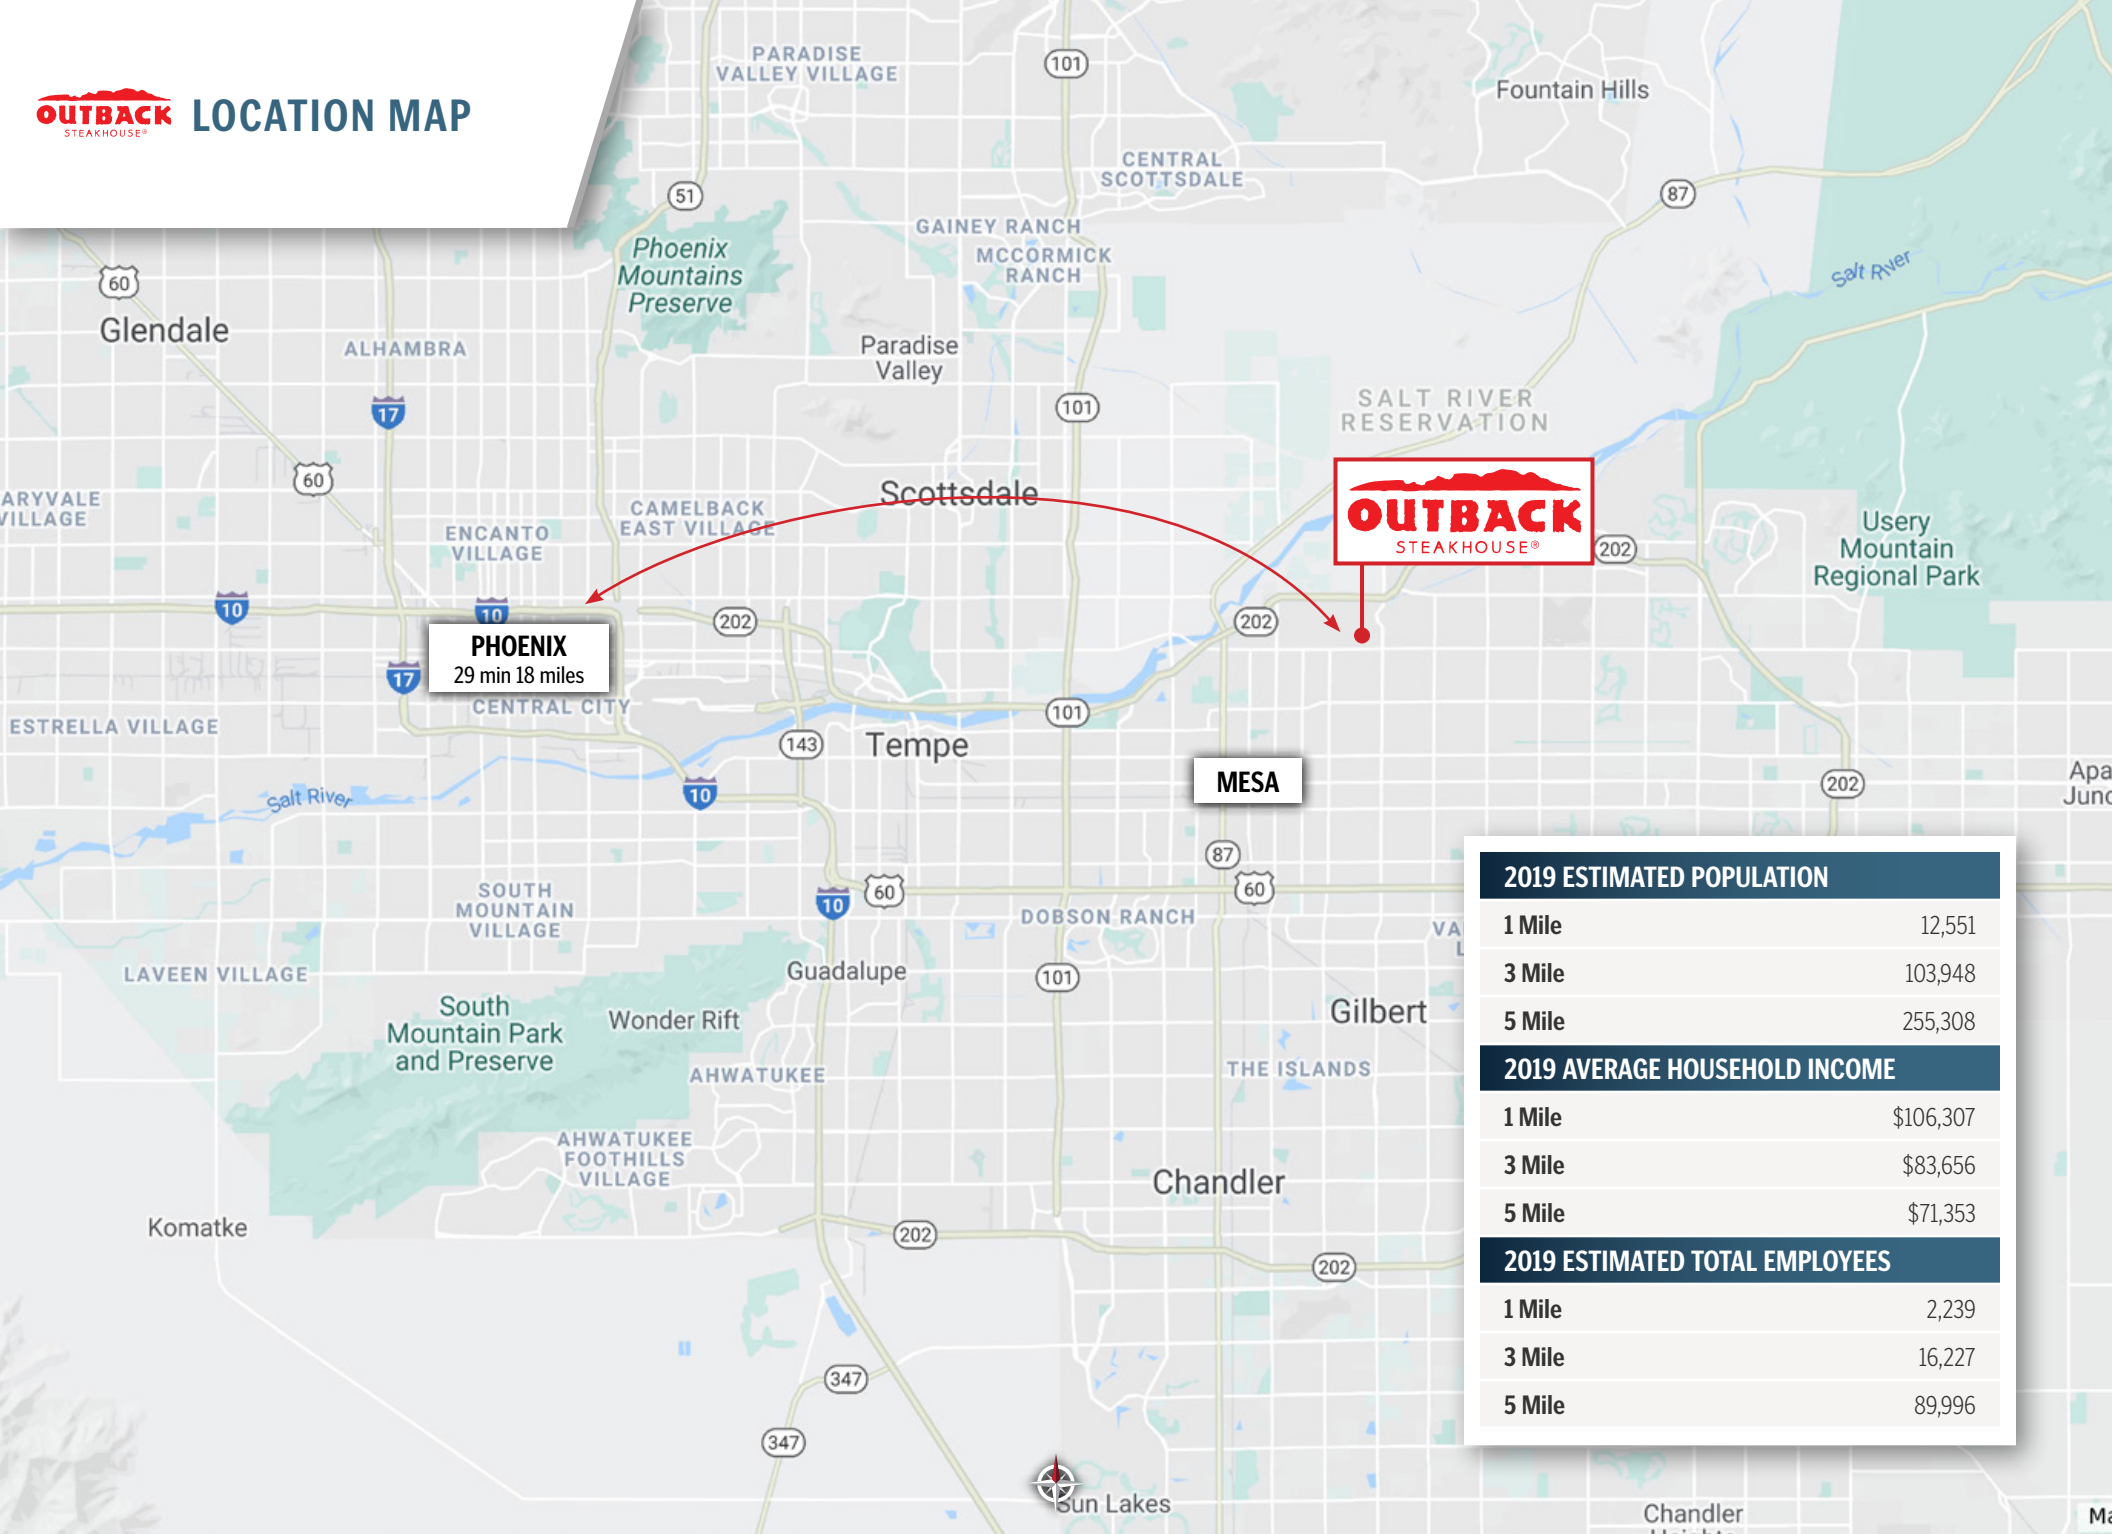 OUTBACK
STEAKHOUSE®
LOCATION MAP
PARADISE
VALLEY VILLAGE
101
Fountain Hills
CENTRAL
SCOTTSDALE
51
87
GAINEY RANCH
MCCORMICK
RANCH
Phoenix
Mountains
Preserve
Salt River
60
Glendale
ALHAMBRA
Paradise
Valley
17
101
SALT RIVER
RESERVATION
60
Scottsdale
ARYVALE
VILLAGE
CAMELBACK
EAST VILLAGE
ENCANTO
VILLAGE
OUTBACK
STEAKHOUSE®
202
Usery
Mountain
Regional Park
10
10
202
202
PHOENIX
29 min 18 miles
17
CENTRAL CITY
101
ESTRELLA VILLAGE
143
Tempe
MESA
Apa
Junc
202
10
Salt River
87
60
60
10
SOUTH
MOUNTAIN
VILLAGE
DOBSON RANCH
VA
L
LAVEEN VILLAGE
Guadalupe
101
South
Mountain Park
and Preserve
Wonder Rift
Gilbert
AHWATUKEE
THE ISLANDS
AHWATUKEE
FOOTHILLS
VILLAGE
Chandler
Komatke
202
202
347
347
Sun Lakes
Chandler
Ma
2019 ESTIMATED POPULATION
1 Mile 12,551
3 Mile 103,948
5 Mile 255,308
2019 AVERAGE HOUSEHOLD INCOME
1 Mile $106,307
3 Mile $83,656
5 Mile $71,353
2019 ESTIMATED TOTAL EMPLOYEES
1 Mile 2,239
3 Mile 16,227
5 Mile 89,996